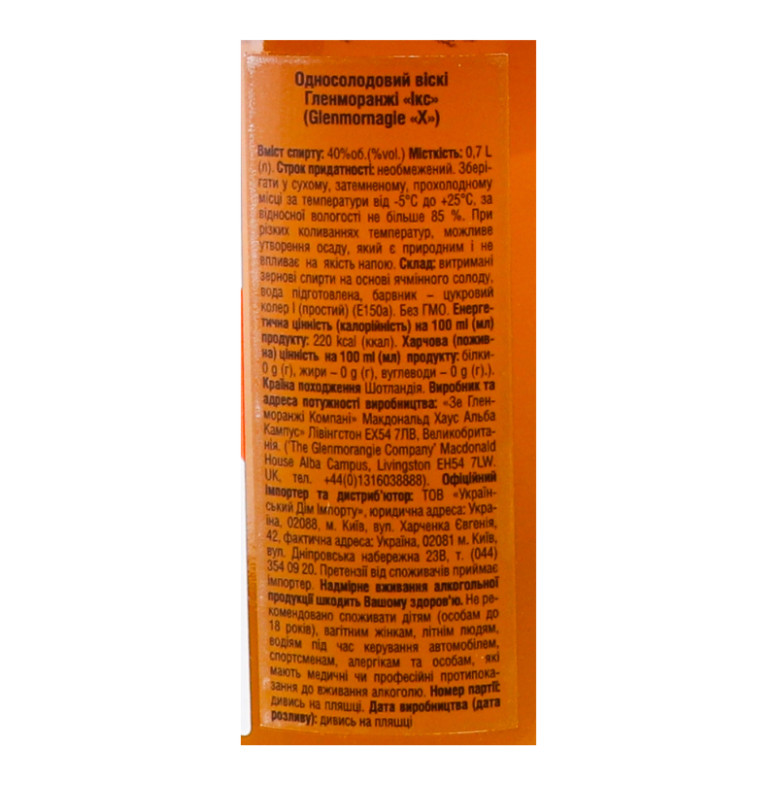 Односолодовий віскі
Гленморанжі «Ікс»
(Glenmornagie «X»)
Вміст спирту: 40%об.(%vol.) Місткість: 0,7 L
(л). Строк придатності: необмежений. Збері-
гати у сухому, затемненому, прохолодному
місці за температури від -5°С до +25°С, за
відносної вологості не більше 85 %. При
різких коливаннях температур, можливе
утворення осаду, який є природним і не
впливає на якість напою. Склад: витримані
зернові спирти на основі ячмінного солоду,
вода підготовлена, барвник – цукровий
колер I (простий) (Е150а). Без ГМО. Енерге-
тична цінність (калорійність) на 100 ml (мл)
продукту: 220 kcal (ккал). Харчова (пожив-
на) цінність на 100 ml (мл) продукту: білки-
0 g (г), жири – 0 g (г), вуглеводи – 0 g (г).).
Країна походження Шотландія. Виробник та
адреса потужності виробництва: «Зе Глен-
моранжі Компані» Макдональд Хаус Альба
Кампус» Лівінгстон ЕХ54 7ЛВ, Великобрита-
нія. ('The Glenmorangie Company' Macdonald
House Alba Campus, Livingston EH54 7LW.
UK, тел. +44(0)1316038888). Офіційний
імпортер та дистриб'ютор: ТОВ «Україн-
ський Дім Імпорту», юридична адреса: Укра-
їна, 02088, м. Київ, вул. Харченка Євгенія,
42, фактична адреса: Україна, 02081 м. Київ,
вул. Дніпровська набережна 23В, т. (044)
354 09 20. Претензії від споживачів приймає
імпортер. Надмірне вживання алкогольної
продукції шкодить Вашому здоров'ю. Не ре-
комендовано споживати дітям (особам до
18 років), вагітним жінкам, літнім людям,
водіям під час керування автомобілем,
спортсменам, алергікам та особам, які
мають медичні чи професійні протипока-
зання до вживання алкоголю. Номер партії:
дивись на пляшці. Дата виробництва (дата
розливу): дивись на пляшці